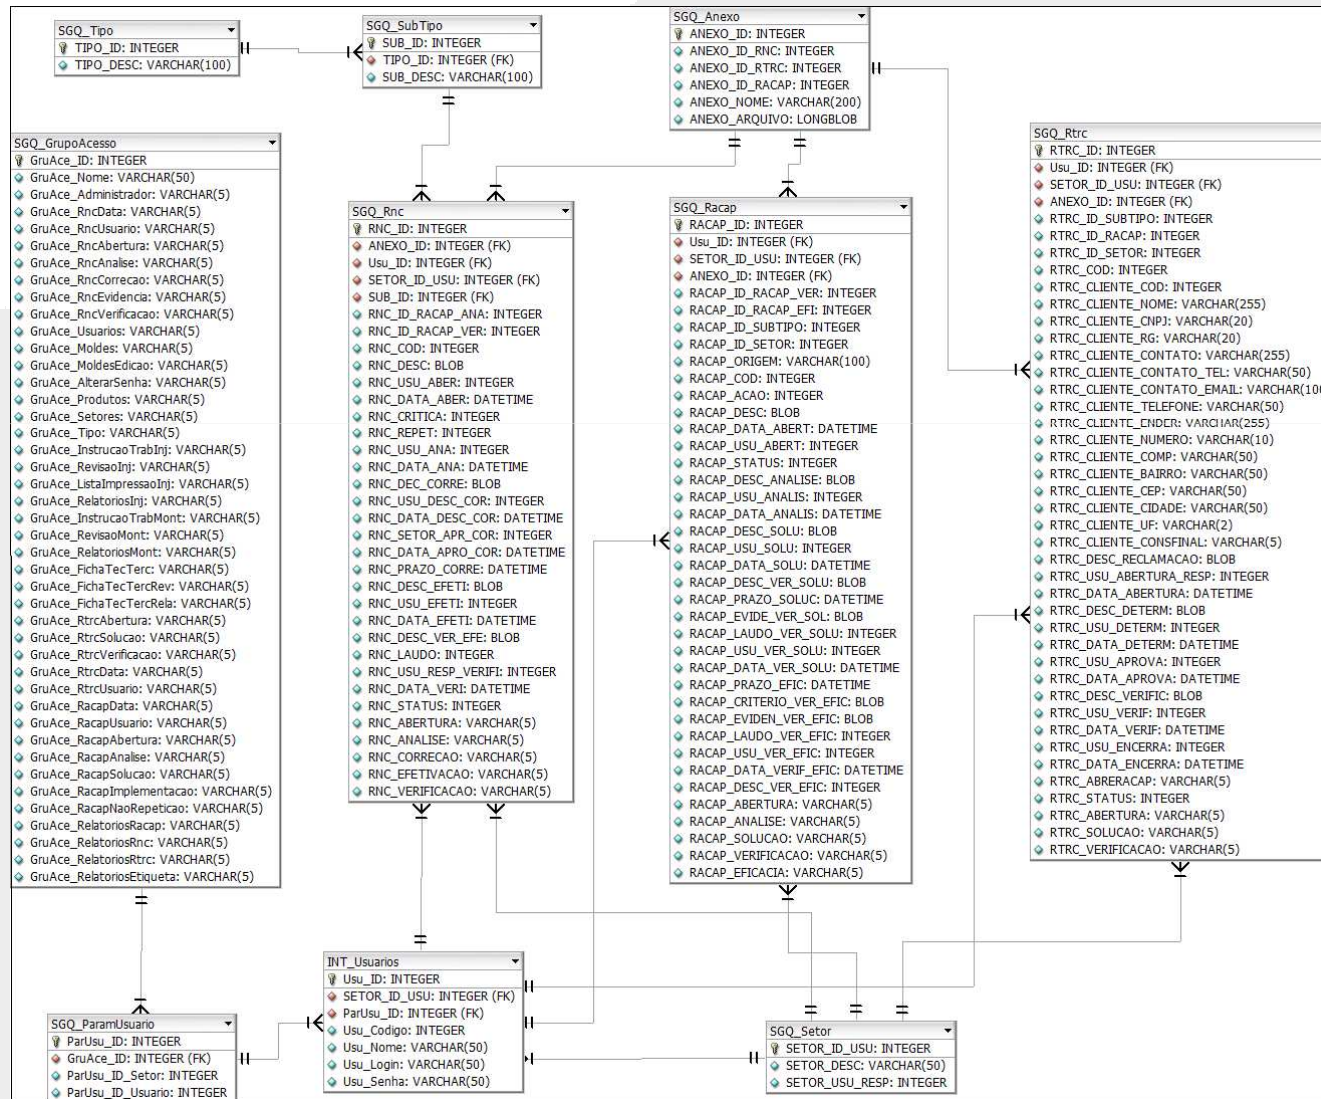 SGQ_Tipo
TIPO_ID: INTEGER
TIPO_DESC: VARCHAR(100)
SGQ_SubTipo
SUB_ID: INTEGER
TIPO_ID: INTEGER (FK)
SUB_DESC: VARCHAR(100)
SGQ_Anexo
ANEXO_ID: INTEGER
ANEXO_ID_RNC: INTEGER
ANEXO_ID_RTRC: INTEGER
ANEXO_ID_RACAP: INTEGER
ANEXO_NOME: VARCHAR(200)
ANEXO_ARQUIVO: LONGBLOB
SGQ_GrupoAcesso
GruAce_ID: INTEGER
GruAce_Nome: VARCHAR(50)
GruAce_Administrador: VARCHAR(5)
GruAce_RncData: VARCHAR(5)
GruAce_RncUsuario: VARCHAR(5)
GruAce_RncAbertura: VARCHAR(5)
GruAce_RncAnalise: VARCHAR(5)
GruAce_RncCorrecao: VARCHAR(5)
GruAce_RncEvidencia: VARCHAR(5)
GruAce_RncVerificacao: VARCHAR(5)
GruAce_Usuarios: VARCHAR(5)
GruAce_Moldes: VARCHAR(5)
GruAce_MoldesEdicao: VARCHAR(5)
GruAce_AlterarSenha: VARCHAR(5)
GruAce_Produtos: VARCHAR(5)
GruAce_Setores: VARCHAR(5)
GruAce_Tipo: VARCHAR(5)
GruAce_InstrucaoTrabInj: VARCHAR(5)
GruAce_RevisaoInj: VARCHAR(5)
GruAce_ListaImpressaoInj: VARCHAR(5)
GruAce_RelatoriosInj: VARCHAR(5)
GruAce_InstrucaoTrabMont: VARCHAR(5)
GruAce_RevisaoMont: VARCHAR(5)
GruAce_RelatoriosMont: VARCHAR(5)
GruAce_FichaTecTerc: VARCHAR(5)
GruAce_FichaTecTercRev: VARCHAR(5)
GruAce_FichaTecTercRela: VARCHAR(5)
GruAce_RtrcAbertura: VARCHAR(5)
GruAce_RtrcSolucao: VARCHAR(5)
GruAce_RtrcVerificacao: VARCHAR(5)
GruAce_RtrcData: VARCHAR(5)
GruAce_RtrcUsuario: VARCHAR(5)
GruAce_RacapData: VARCHAR(5)
GruAce_RacapUsuario: VARCHAR(5)
GruAce_RacapAbertura: VARCHAR(5)
GruAce_RacapAnalise: VARCHAR(5)
GruAce_RacapSolucao: VARCHAR(5)
GruAce_RacapImplementacao: VARCHAR(5)
GruAce_RacapNaoRepeticao: VARCHAR(5)
GruAce_RelatoriosRacap: VARCHAR(5)
GruAce_RelatoriosRnc: VARCHAR(5)
GruAce_RelatoriosRtrc: VARCHAR(5)
GruAce_RelatoriosEtiqueta: VARCHAR(5)
SGQ_Rnc
RNC_ID: INTEGER
ANEXO_ID: INTEGER (FK)
Usu_ID: INTEGER (FK)
SETOR_ID_USU: INTEGER (FK)
SUB_ID: INTEGER (FK)
RNC_ID_RACAP_ANA: INTEGER
RNC_ID_RACAP_VER: INTEGER
RNC_COD: INTEGER
RNC_DESC: BLOB
RNC_USU_ABER: INTEGER
RNC_DATA_ABER: DATETIME
RNC_CRITICA: INTEGER
RNC_REPET: INTEGER
RNC_USU_ANA: INTEGER
RNC_DATA_ANA: DATETIME
RNC_DEC_CORRE: BLOB
RNC_USU_DESC_COR: INTEGER
RNC_DATA_DESC_COR: DATETIME
RNC_SETOR_APR_COR: INTEGER
RNC_DATA_APRO_COR: DATETIME
RNC_PRAZO_CORRE: DATETIME
RNC_DESC_EFETI: BLOB
RNC_USU_EFETI: INTEGER
RNC_DATA_EFETI: DATETIME
RNC_DESC_VER_EFE: BLOB
RNC_LAUDO: INTEGER
RNC_USU_RESP_VERIFI: INTEGER
RNC_DATA_VERI: DATETIME
RNC_STATUS: INTEGER
RNC_ABERTURA: VARCHAR(5)
RNC_ANALISE: VARCHAR(5)
RNC_CORRECAO: VARCHAR(5)
RNC_EFETIVACAO: VARCHAR(5)
RNC_VERIFICACAO: VARCHAR(5)
SGQ_Racap
RACAP_ID: INTEGER
Usu_ID: INTEGER (FK)
SETOR_ID_USU: INTEGER (FK)
ANEXO_ID: INTEGER (FK)
RACAP_ID_RACAP_VER: INTEGER
RACAP_ID_RACAP_EFI: INTEGER
RACAP_ID_SUBTIPO: INTEGER
RACAP_ID_SETOR: INTEGER
RACAP_ORIGEM: VARCHAR(100)
RACAP_COD: INTEGER
RACAP_ACAO: INTEGER
RACAP_DESC: BLOB
RACAP_DATA_ABERT: DATETIME
RACAP_USU_ABERT: INTEGER
RACAP_STATUS: INTEGER
RACAP_DESC_ANALISE: BLOB
RACAP_USU_ANALIS: INTEGER
RACAP_DATA_ANALIS: DATETIME
RACAP_DESC_SOLU: BLOB
RACAP_USU_SOLU: INTEGER
RACAP_DATA_SOLU: DATETIME
RACAP_DESC_VER_SOLU: BLOB
RACAP_PRAZO_SOLUC: DATETIME
RACAP_EVIDE_VER_SOL: BLOB
RACAP_LAUDO_VER_SOLU: INTEGER
RACAP_USU_VER_SOLU: INTEGER
RACAP_DATA_VER_SOLU: DATETIME
RACAP_PRAZO_EFIC: DATETIME
RACAP_CRITERIO_VER_EFIC: BLOB
RACAP_EVIDEN_VER_EFIC: BLOB
RACAP_LAUDO_VER_EFIC: INTEGER
RACAP_USU_VER_EFIC: INTEGER
RACAP_DATA_VERIF_EFIC: DATETIME
RACAP_DESC_VER_EFIC: INTEGER
RACAP_ABERTURA: VARCHAR(5)
RACAP_ANALISE: VARCHAR(5)
RACAP_SOLUCAO: VARCHAR(5)
RACAP_VERIFICACAO: VARCHAR(5)
RACAP_EFICACIA: VARCHAR(5)
SGQ_Rtrc
RTRC_ID: INTEGER
Usu_ID: INTEGER (FK)
SETOR_ID_USU: INTEGER (FK)
ANEXO_ID: INTEGER (FK)
RTRC_ID_SUBTIPO: INTEGER
RTRC_ID_RACAP: INTEGER
RTRC_ID_SETOR: INTEGER
RTRC_COD: INTEGER
RTRC_CLIENTE_COD: INTEGER
RTRC_CLIENTE_NOME: VARCHAR(255)
RTRC_CLIENTE_CNPJ: VARCHAR(20)
RTRC_CLIENTE_RG: VARCHAR(20)
RTRC_CLIENTE_CONTATO: VARCHAR(255)
RTRC_CLIENTE_CONTATO_TEL: VARCHAR(50)
RTRC_CLIENTE_CONTATO_EMAIL: VARCHAR(100
RTRC_CLIENTE_TELEFONE: VARCHAR(50)
RTRC_CLIENTE_ENDER: VARCHAR(255)
RTRC_CLIENTE_NUMERO: VARCHAR(10)
RTRC_CLIENTE_COMP: VARCHAR(50)
RTRC_CLIENTE_BAIRRO: VARCHAR(50)
RTRC_CLIENTE_CEP: VARCHAR(50)
RTRC_CLIENTE_CIDADE: VARCHAR(50)
RTRC_CLIENTE_UF: VARCHAR(2)
RTRC_CLIENTE_CONSFINAL: VARCHAR(5)
RTRC_DESC_RECLAMACAO: BLOB
RTRC_USU_ABERTURA_RESP: INTEGER
RTRC_DATA_ABERTURA: DATETIME
RTRC_DESC_DETERM: BLOB
RTRC_USU_DETERM: INTEGER
RTRC_DATA_DETERM: DATETIME
RTRC_USU_APROVA: INTEGER
RTRC_DATA_APROVA: DATETIME
RTRC_DESC_VERIFIC: BLOB
RTRC_USU_VERIF: INTEGER
RTRC_DATA_VERIF: DATETIME
RTRC_USU_ENCERRA: INTEGER
RTRC_DATA_ENCERRA: DATETIME
RTRC_ABRERACAP: VARCHAR(5)
RTRC_STATUS: INTEGER
RTRC_ABERTURA: VARCHAR(5)
RTRC_SOLUCAO: VARCHAR(5)
RTRC_VERIFICACAO: VARCHAR(5)
SGQ_ParamUsuario
ParUsu_ID: INTEGER
GruAce_ID: INTEGER (FK)
ParUsu_ID_Setor: INTEGER
ParUsu_ID_Usuario: INTEGER
INT_Usuarios
Usu_ID: INTEGER
SETOR_ID_USU: INTEGER (FK)
ParUsu_ID: INTEGER (FK)
Usu_Codigo: INTEGER
Usu_Nome: VARCHAR(50)
Usu_Login: VARCHAR(50)
Usu_Senha: VARCHAR(50)
SGQ_Setor
SETOR_ID_USU: INTEGER
SETOR_DESC: VARCHAR(50)
SETOR_USU_RESP: INTEGER